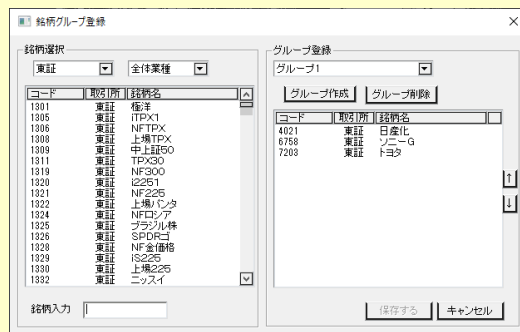 銘柄グループ登録
銘柄選択
東証 全体業種
コード 取引所 銘柄名
1301 東証 極洋
1305 東証 iTPX1
1306 東証 NFTPX
1308 東証 上場TPX
1309 東証 中上証50
1311 東証 TPX30
1319 東証 NF300
1320 東証 i2251
1321 東証 NF225
1322 東証 上場パンタ
1324 東証 NFロシア
1325 東証 ブラジル株
1326 東証 SPDRゴ
1328 東証 NF金価格
1329 東証 iS225
1330 東証 上場225
1332 東証 ニッスイ
銘柄入力
グループ登録
グループ1
グループ作成 グループ削除
コード 取引所 銘柄名
4021 東証 日産化
6758 東証 ソニーG
7203 東証 トヨタ
↑
↓
保存する キャンセル